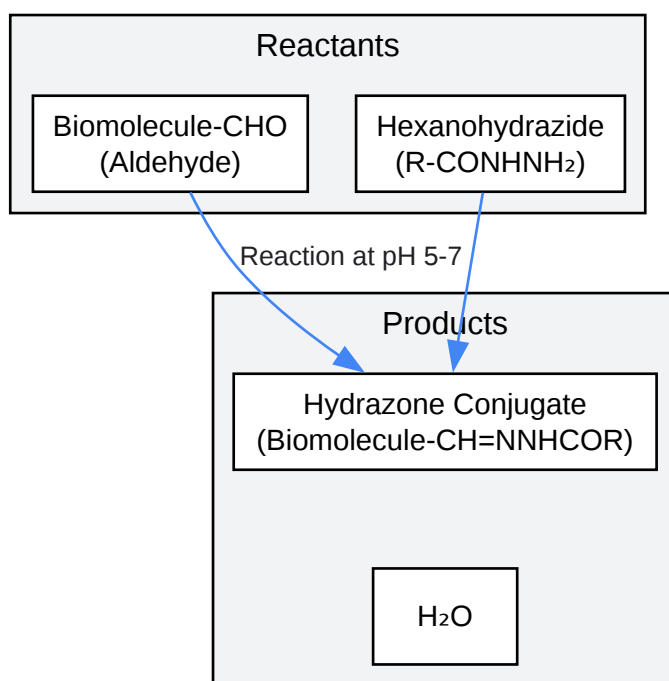 Reactants
Biomolecule-CHO
(Aldehyde)
Hexanohydrazide
(R-CONHNH₂)
Reaction at pH 5-7
Products
Hydrazone Conjugate
(Biomolecule-CH=NNHCOR)
H₂O